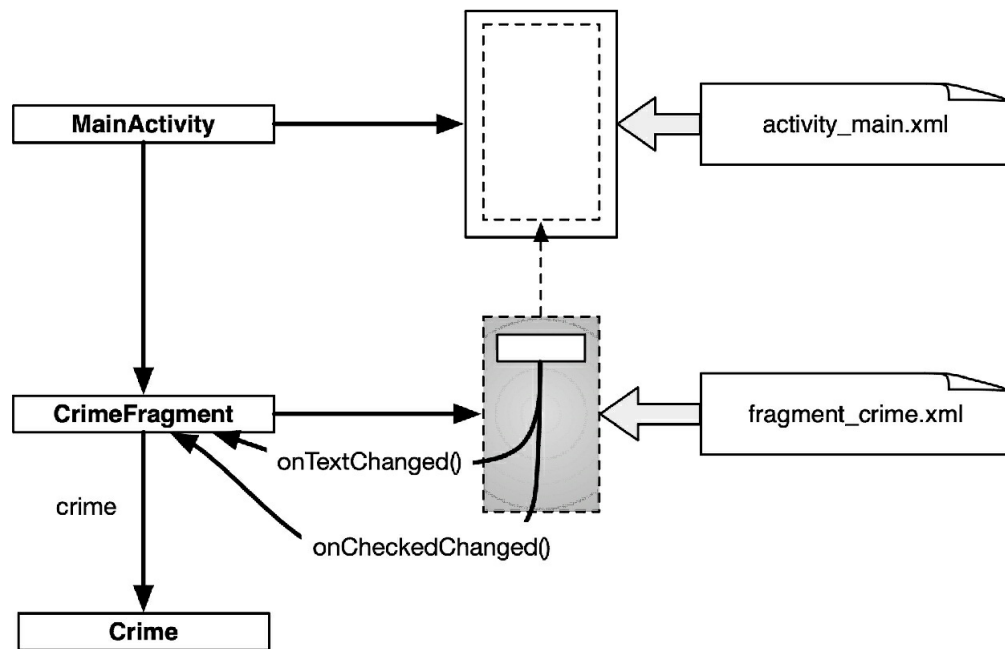 MainActivity
activity_main.xml
CrimeFragment
fragment_crime.xml
onTextChanged()
crime
onCheckedChanged()
Crime